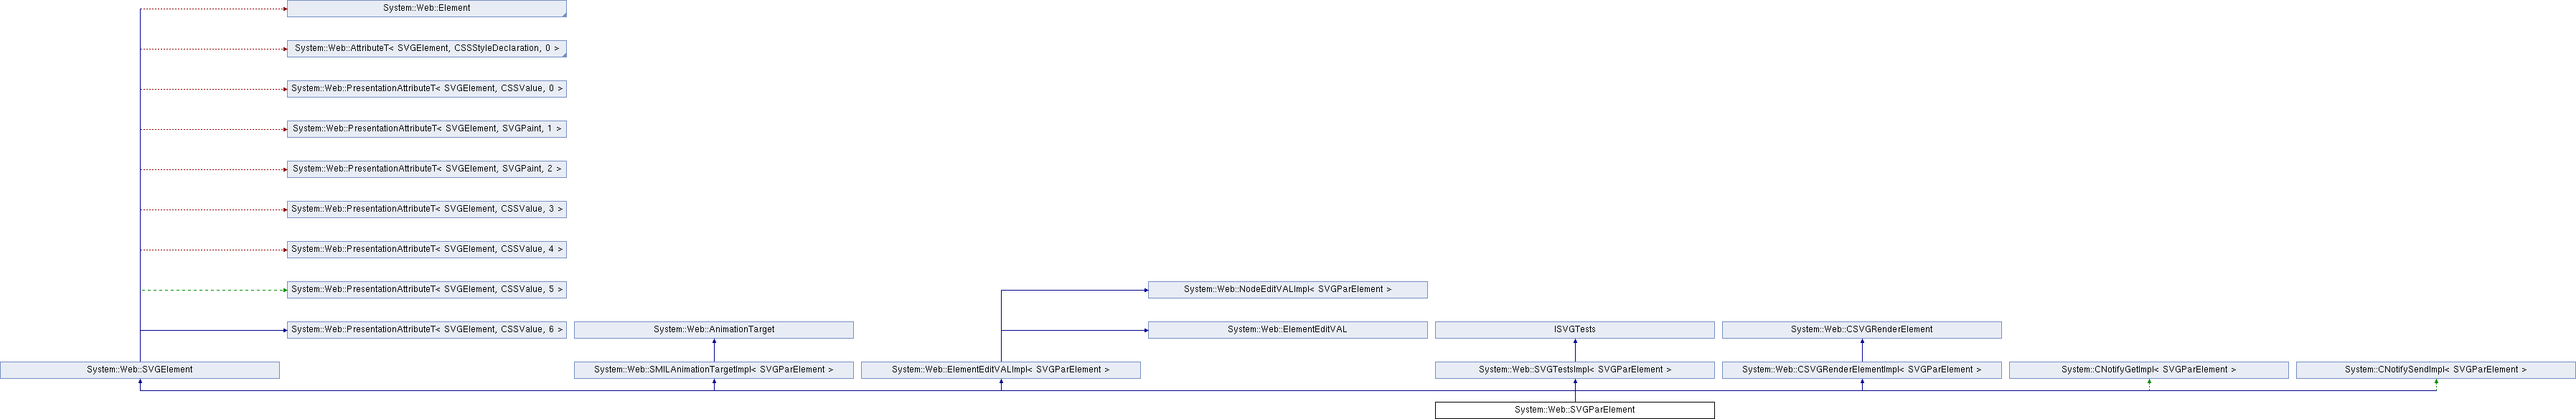 System::Web::Element
System::Web::AttributeT< SVGElement, CSSStyleDeclaration, 0 >
System::Web::PresentationAttributeT< SVGElement, CSSValue, 0 >
System::Web::PresentationAttributeT< SVGElement, SVGPaint, 1 >
System::Web::PresentationAttributeT< SVGElement, SVGPaint, 2 >
System::Web::PresentationAttributeT< SVGElement, CSSValue, 3 >
System::Web::PresentationAttributeT< SVGElement, CSSValue, 4 >
System::Web::PresentationAttributeT< SVGElement, CSSValue, 5 >
System::Web::NodeEditVALImpl< SVGParElement >
System::Web::PresentationAttributeT< SVGElement, CSSValue, 6 >
System::Web::AnimationTarget
System::Web::ElementEditVAL
ISVGTests
System::Web::CSVGRenderElement
System::Web::SVGElement
System::Web::SMILAnimationTargetImpl< SVGParElement >
System::Web::ElementEditVALImpl< SVGParElement >
System::Web::SVGTestsImpl< SVGParElement >
System::Web::CSVGRenderElementImpl< SVGParElement >
System::CNotifyGetImpl< SVGParElement >
System::CNotifySendImpl< SVGParElement >
System::Web::SVGParElement